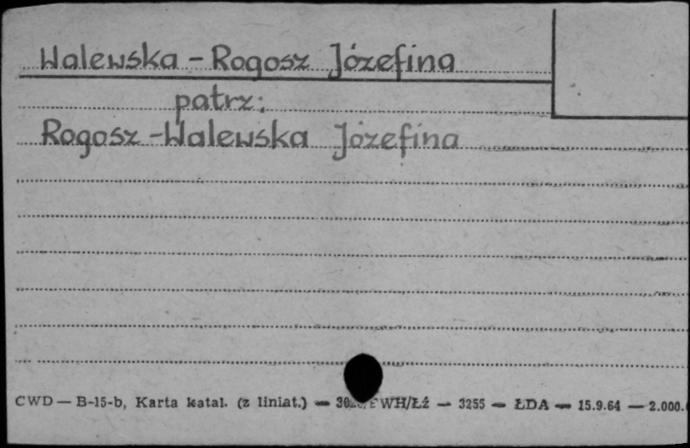 Walewska - Rogosz Józefina
patrz:
Rogosz - Walewska Józefina
CWD — B-15-b, Karta katal. (z liniat.) — WH/Łź — 3255 — ŁDA — 15.9.64 — 2.000.